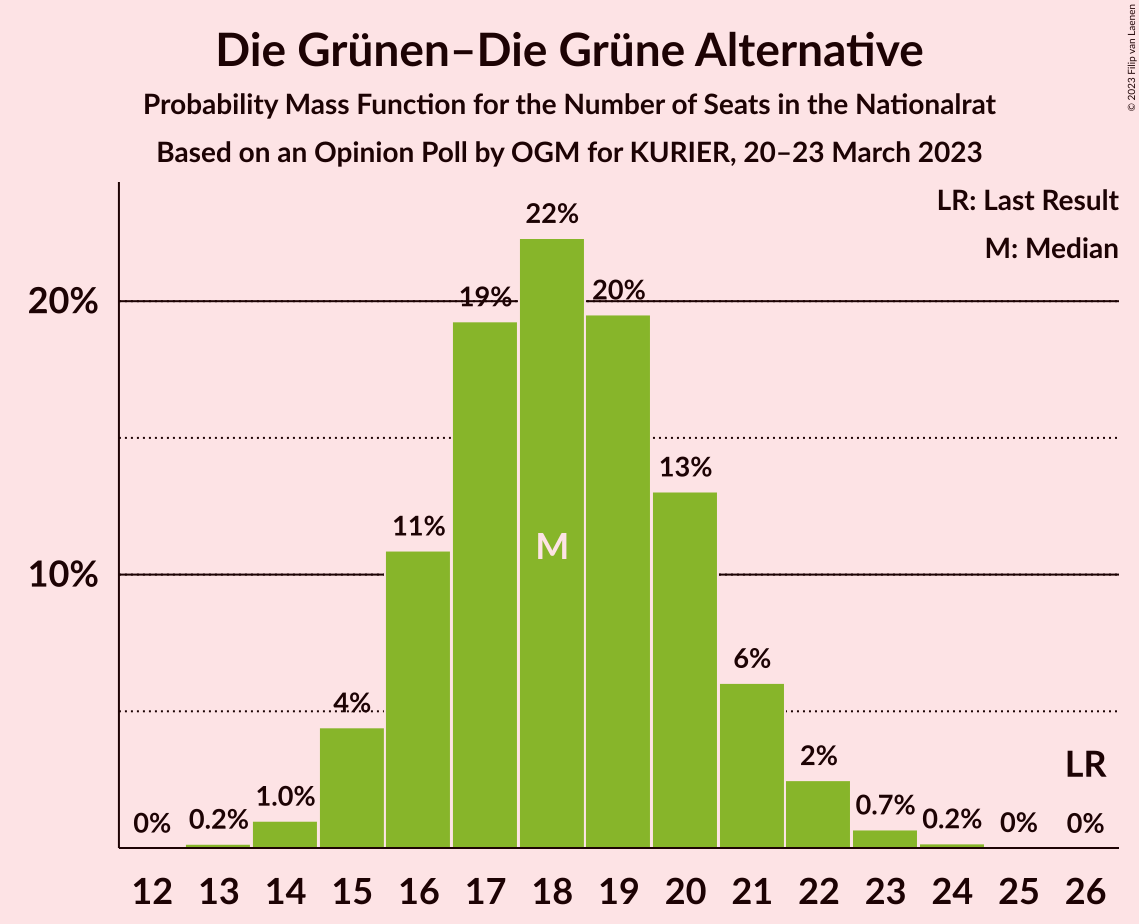 Die Grünen–Die Grüne Alternative
Probability Mass Function for the Number of Seats in the Nationalrat
Based on an Opinion Poll by OGM for KURIER, 20–23 March 2023
© 2023 Filip van Laenen
LR: Last Result
M: Median
20%
10%
0%
0.2%
1.0%
4%
11%
19%
22%
20%
13%
6%
2%
0.7%
0.2%
0%
0%
M
LR
12 13 14 15 16 17 18 19 20 21 22 23 24 25 26